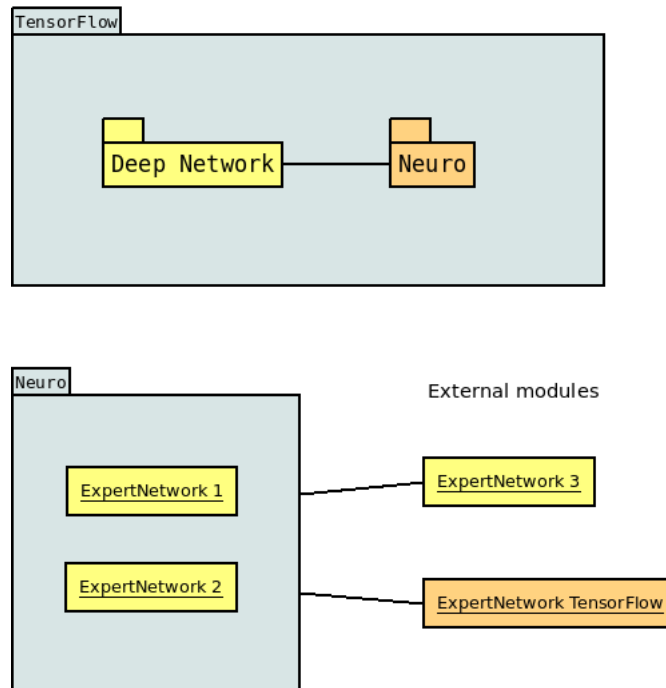 TensorFlow
Deep Network
Neuro
Neuro
External modules
ExpertNetwork 1
ExpertNetwork 3
ExpertNetwork 2
ExpertNetwork TensorFlow